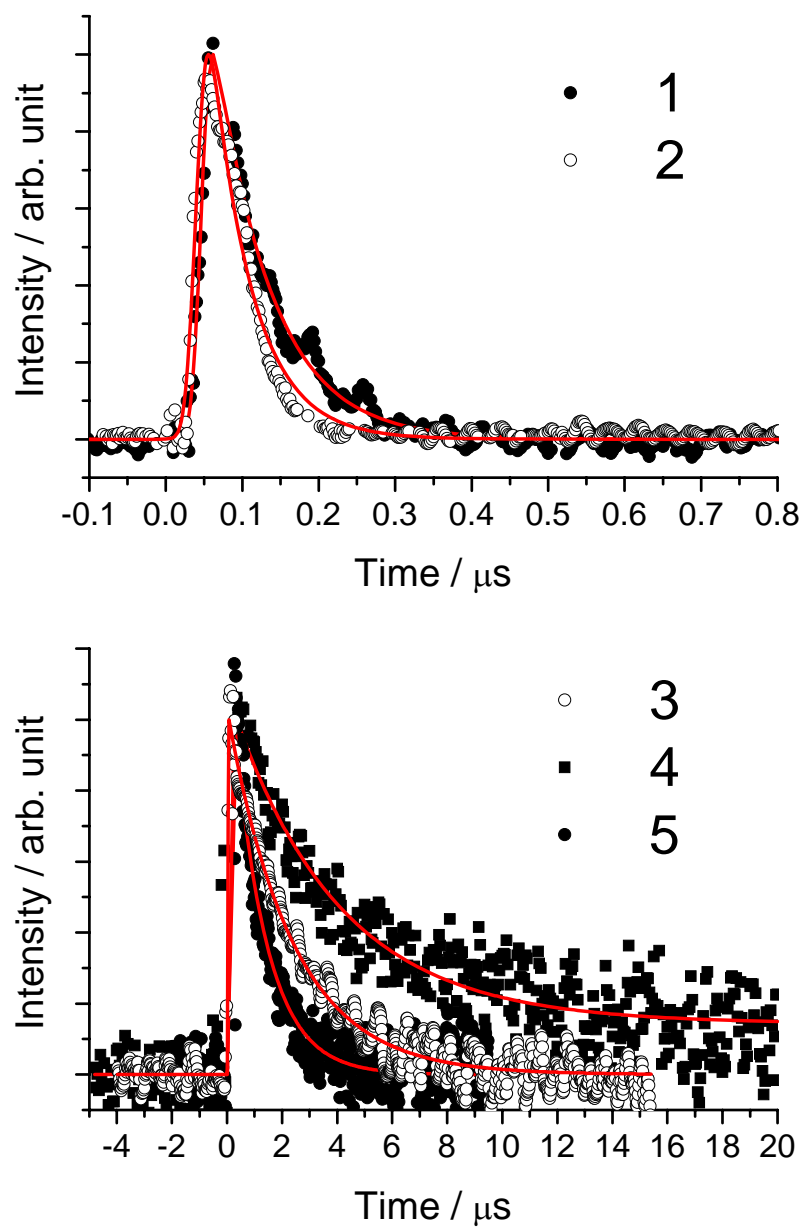 Intensity / arb. unit
1
2
-0.1 0.0 0.1 0.2 0.3 0.4 0.5 0.6 0.7 0.8
Time / μs
Intensity / arb. unit
3
4
5
-4 -2 0 2 4 6 8 10 12 14 16 18 20
Time / μs